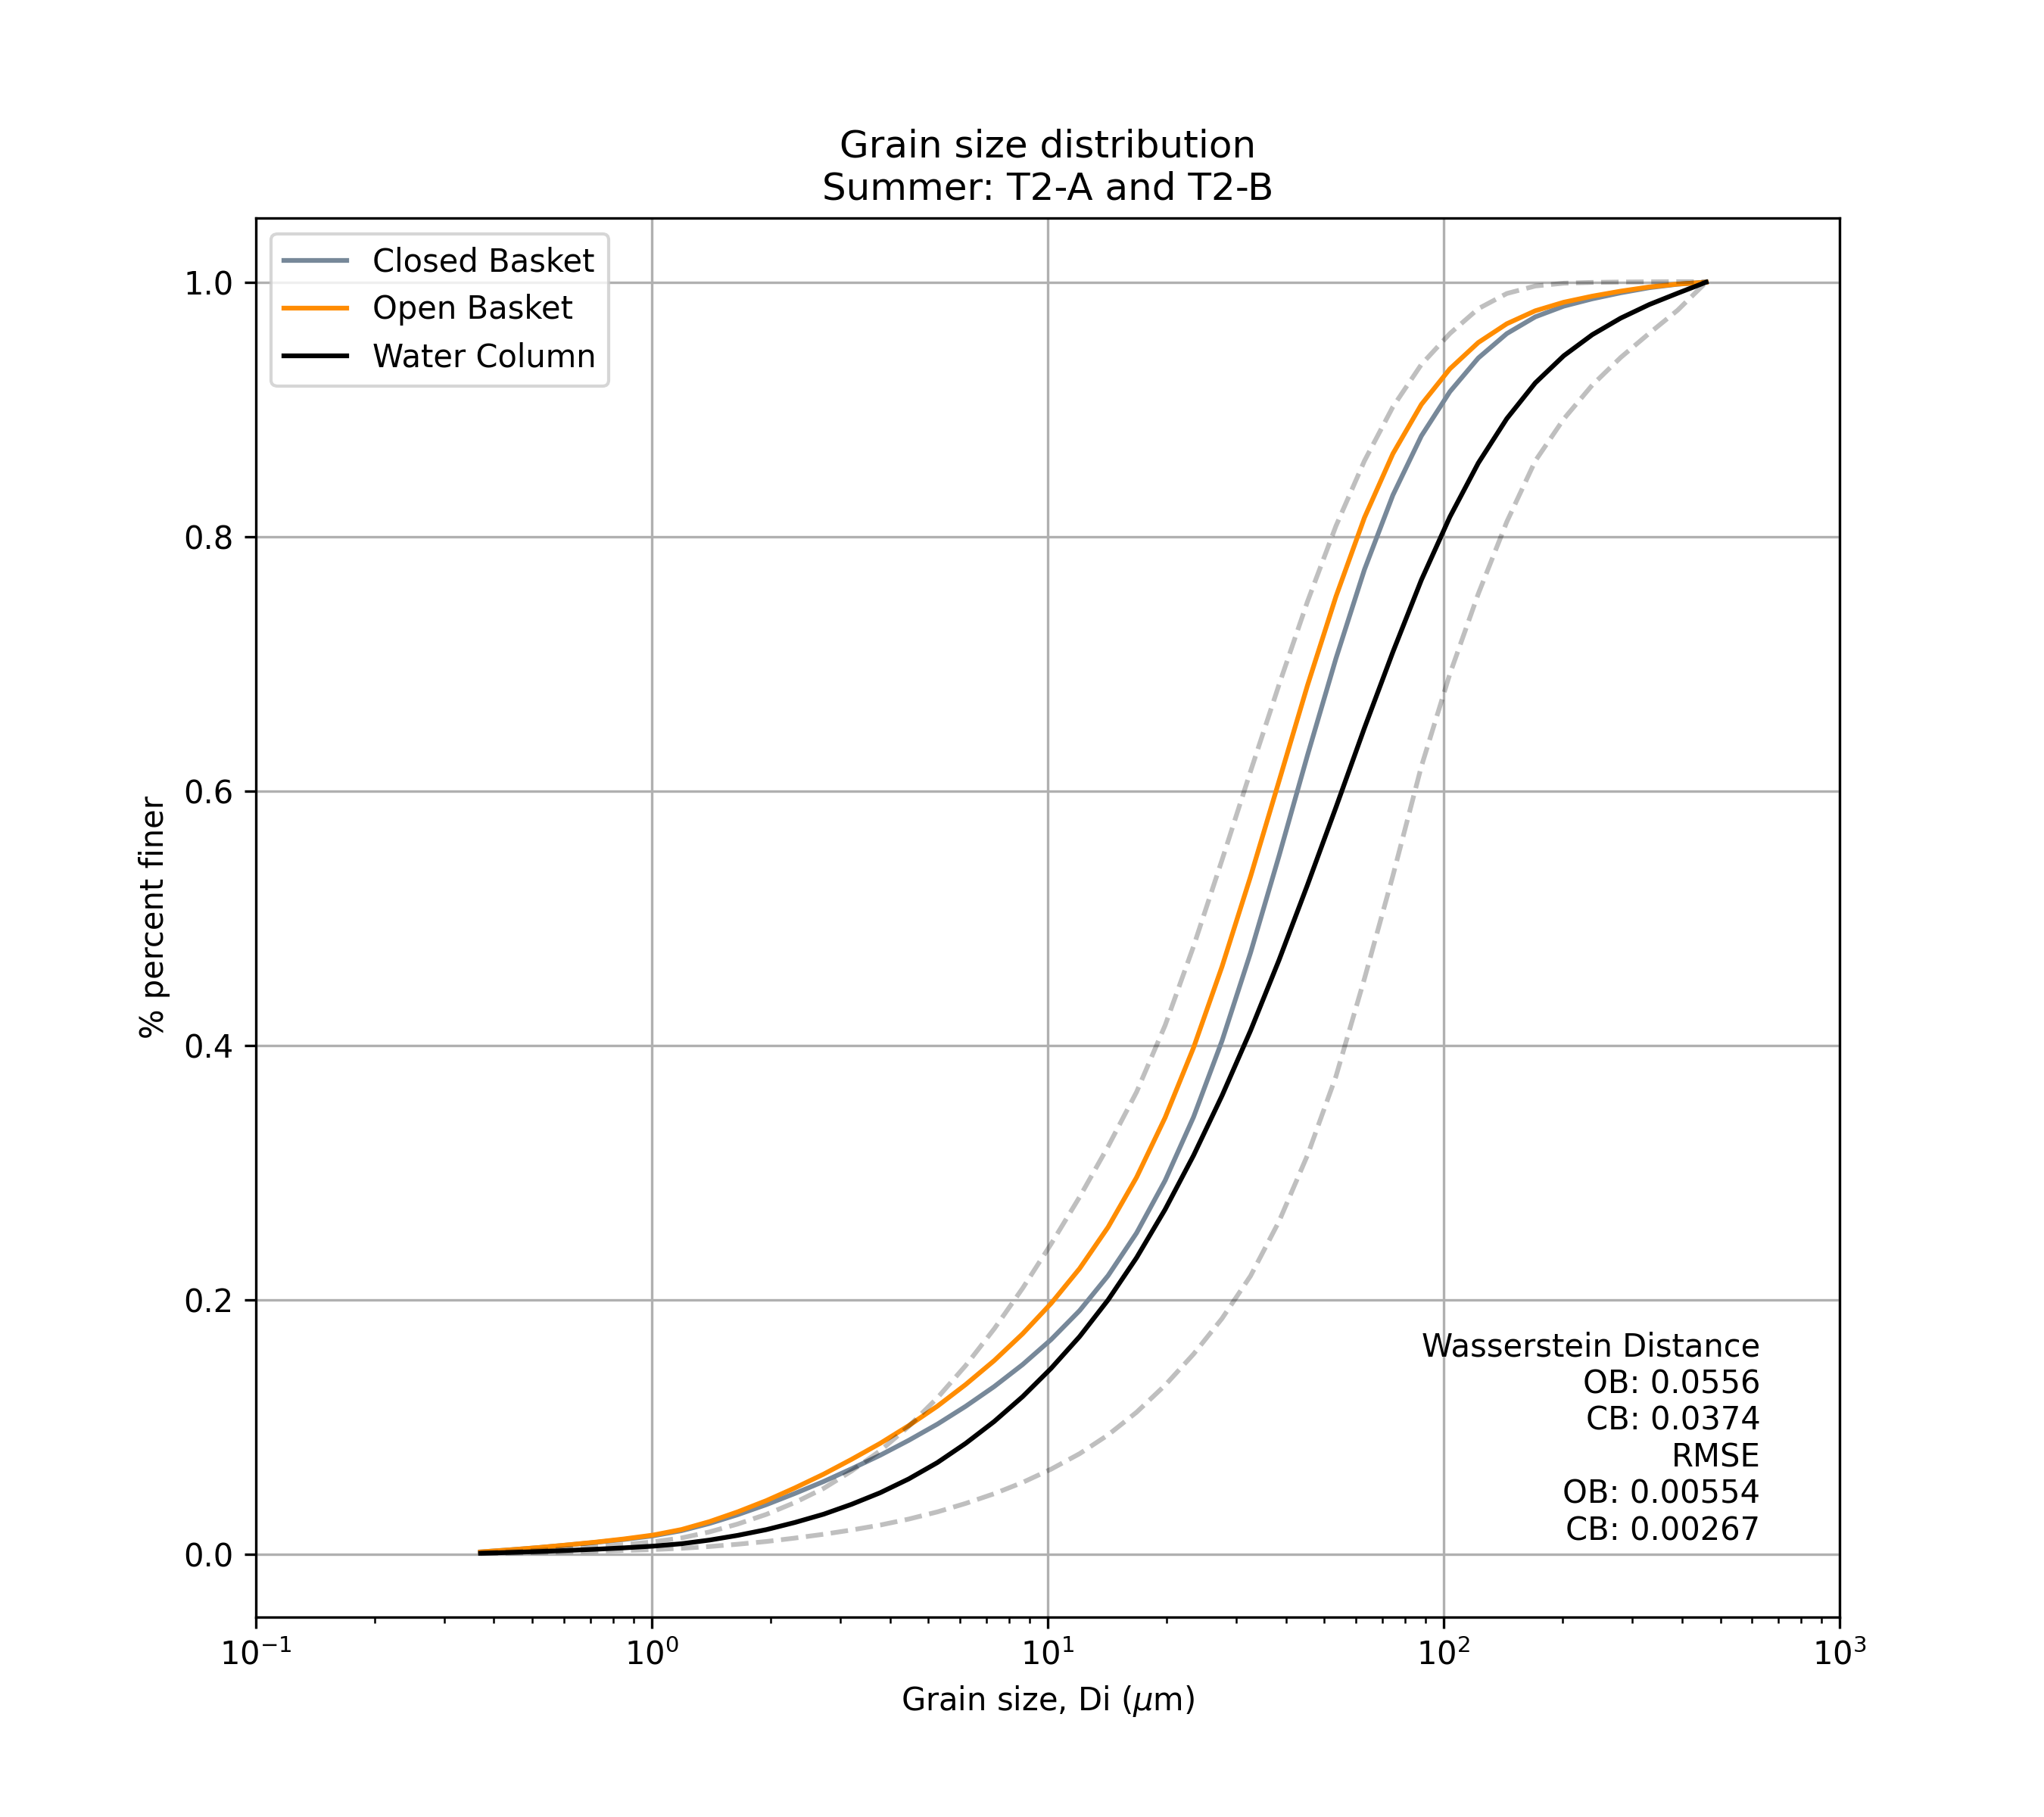 Grain size distribution
Summer: T2-A and T2-B
Closed Basket
Open Basket
Water Column
1.0
0.8
0.6
0.4
0.2
0.0
% percent finer
Wasserstein Distance
OB: 0.0556
CB: 0.0374
RMSE
OB: 0.00554
CB: 0.00267
10⁻¹ 10⁰ 10¹ 10² 10³
Grain size, Di (μm)